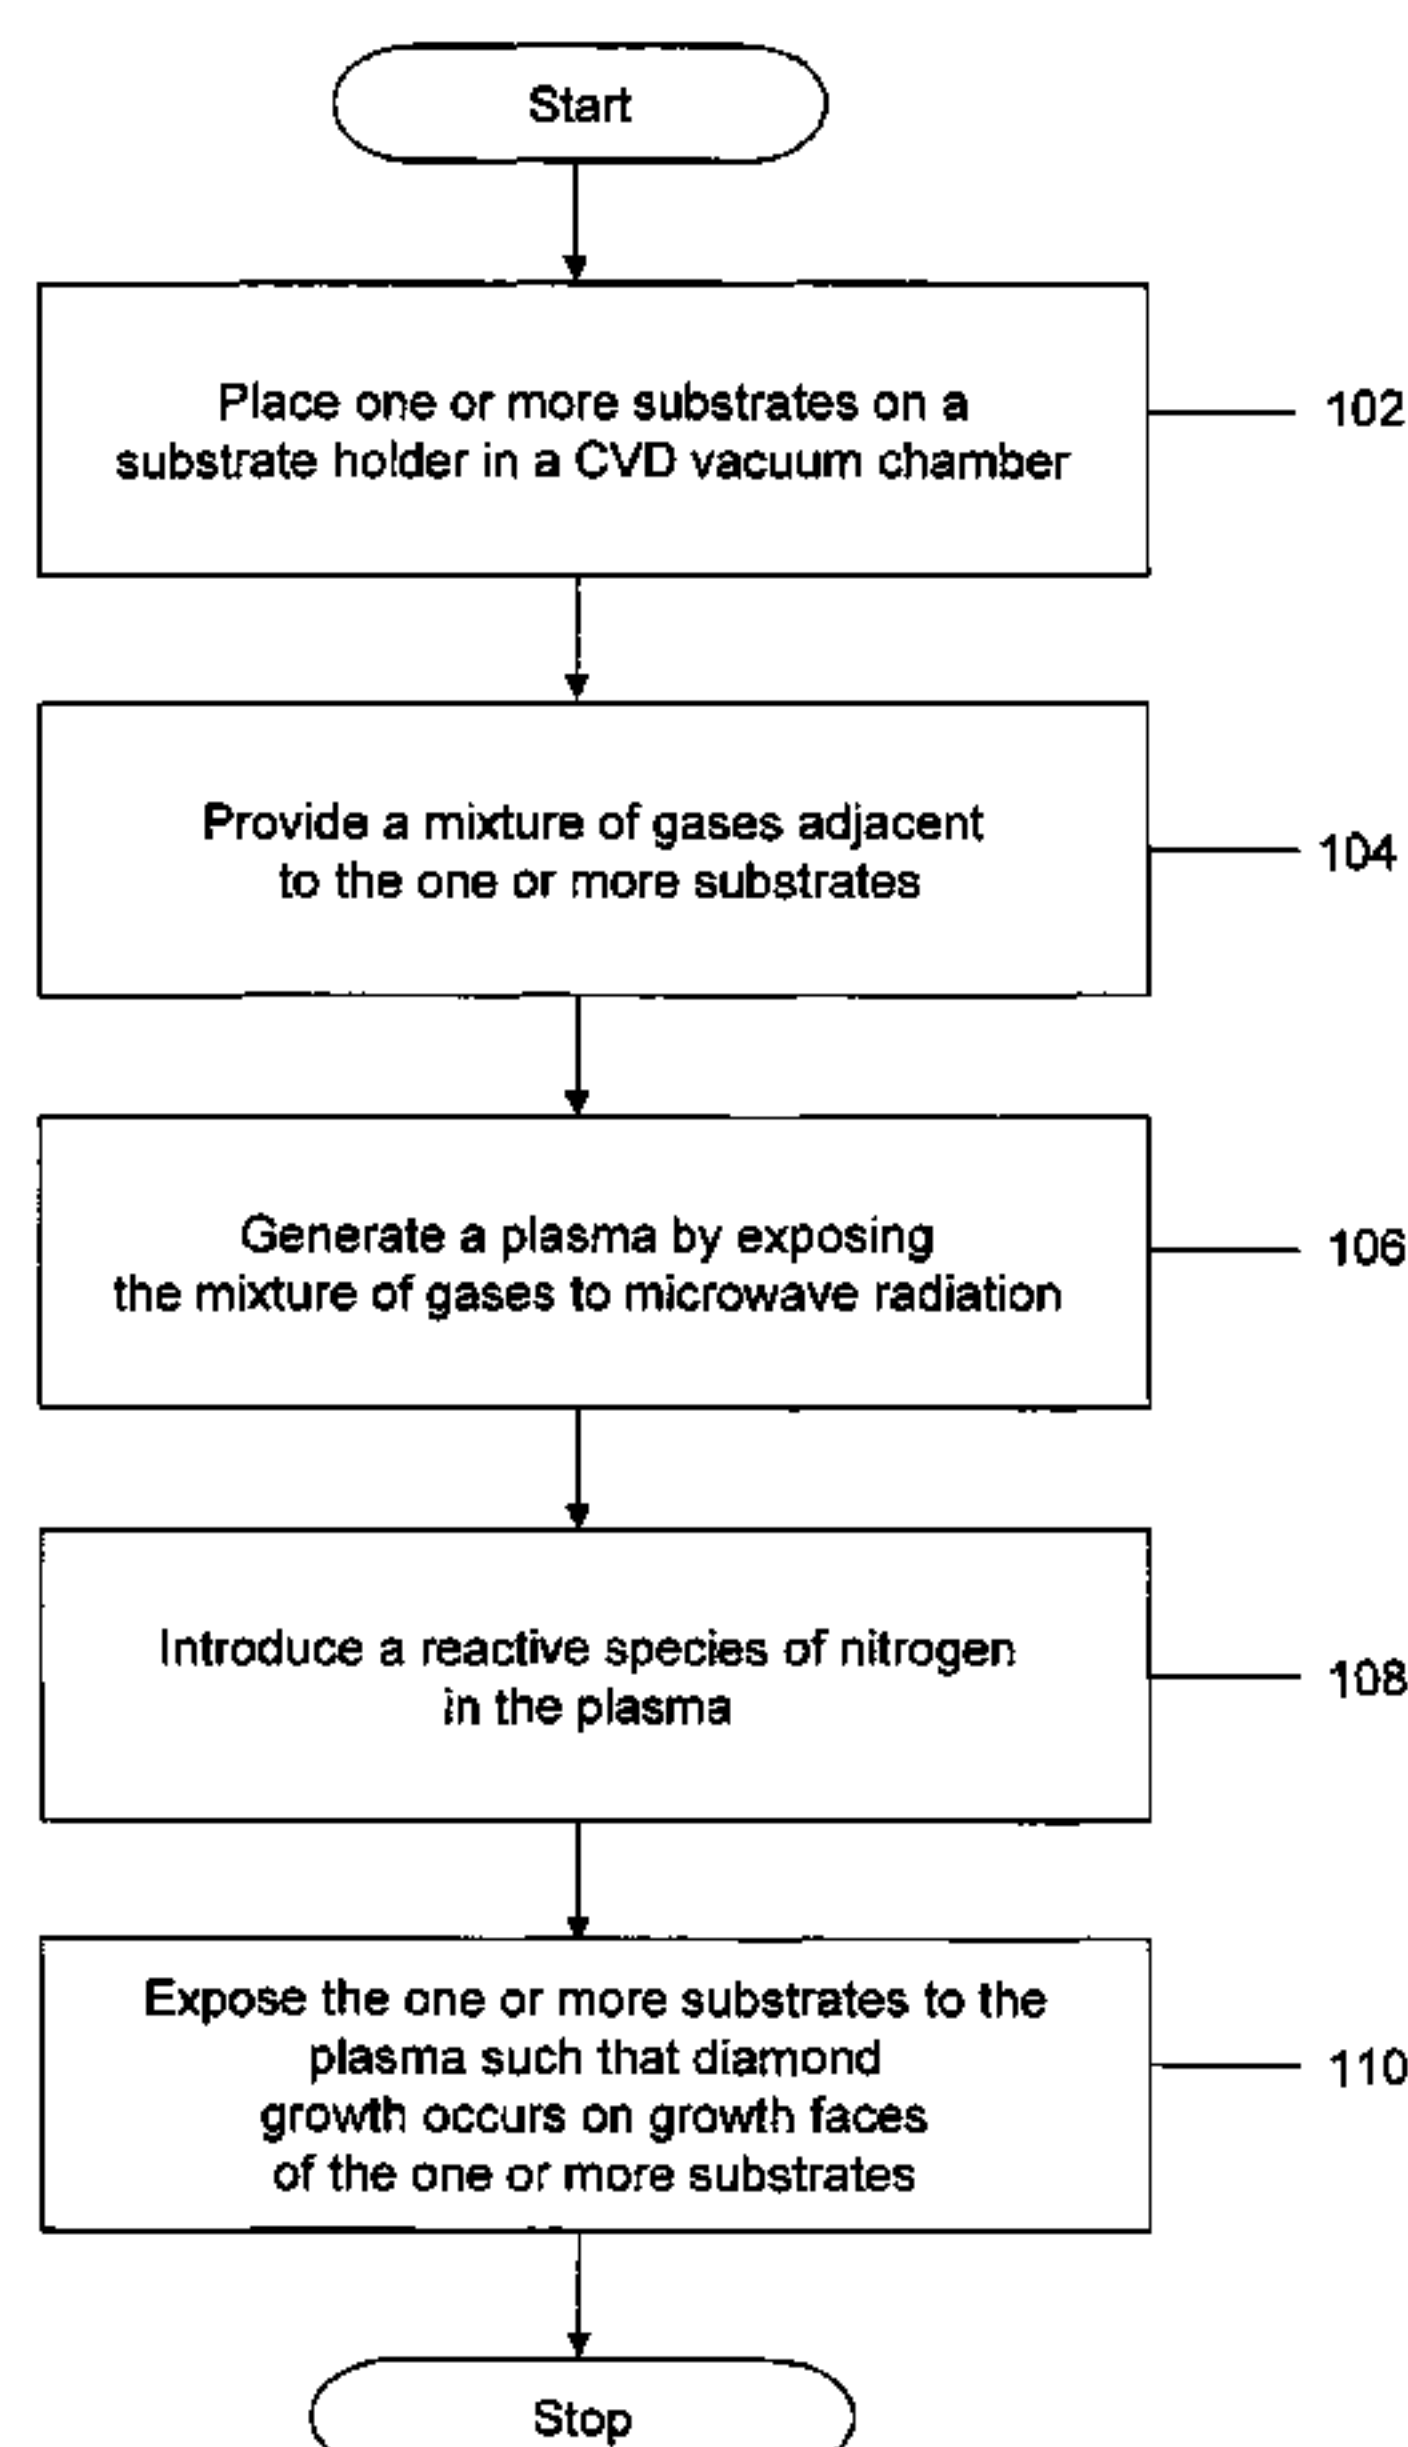 Start
Place one or more substrates on a
substrate holder in a CVD vacuum chamber
102
Provide a mixture of gases adjacent
to the one or more substrates
104
Generate a plasma by exposing
the mixture of gases to microwave radiation
106
Introduce a reactive species of nitrogen
in the plasma
108
Expose the one or more substrates to the
plasma such that diamond
growth occurs on growth faces
of the one or more substrates
110
Stop